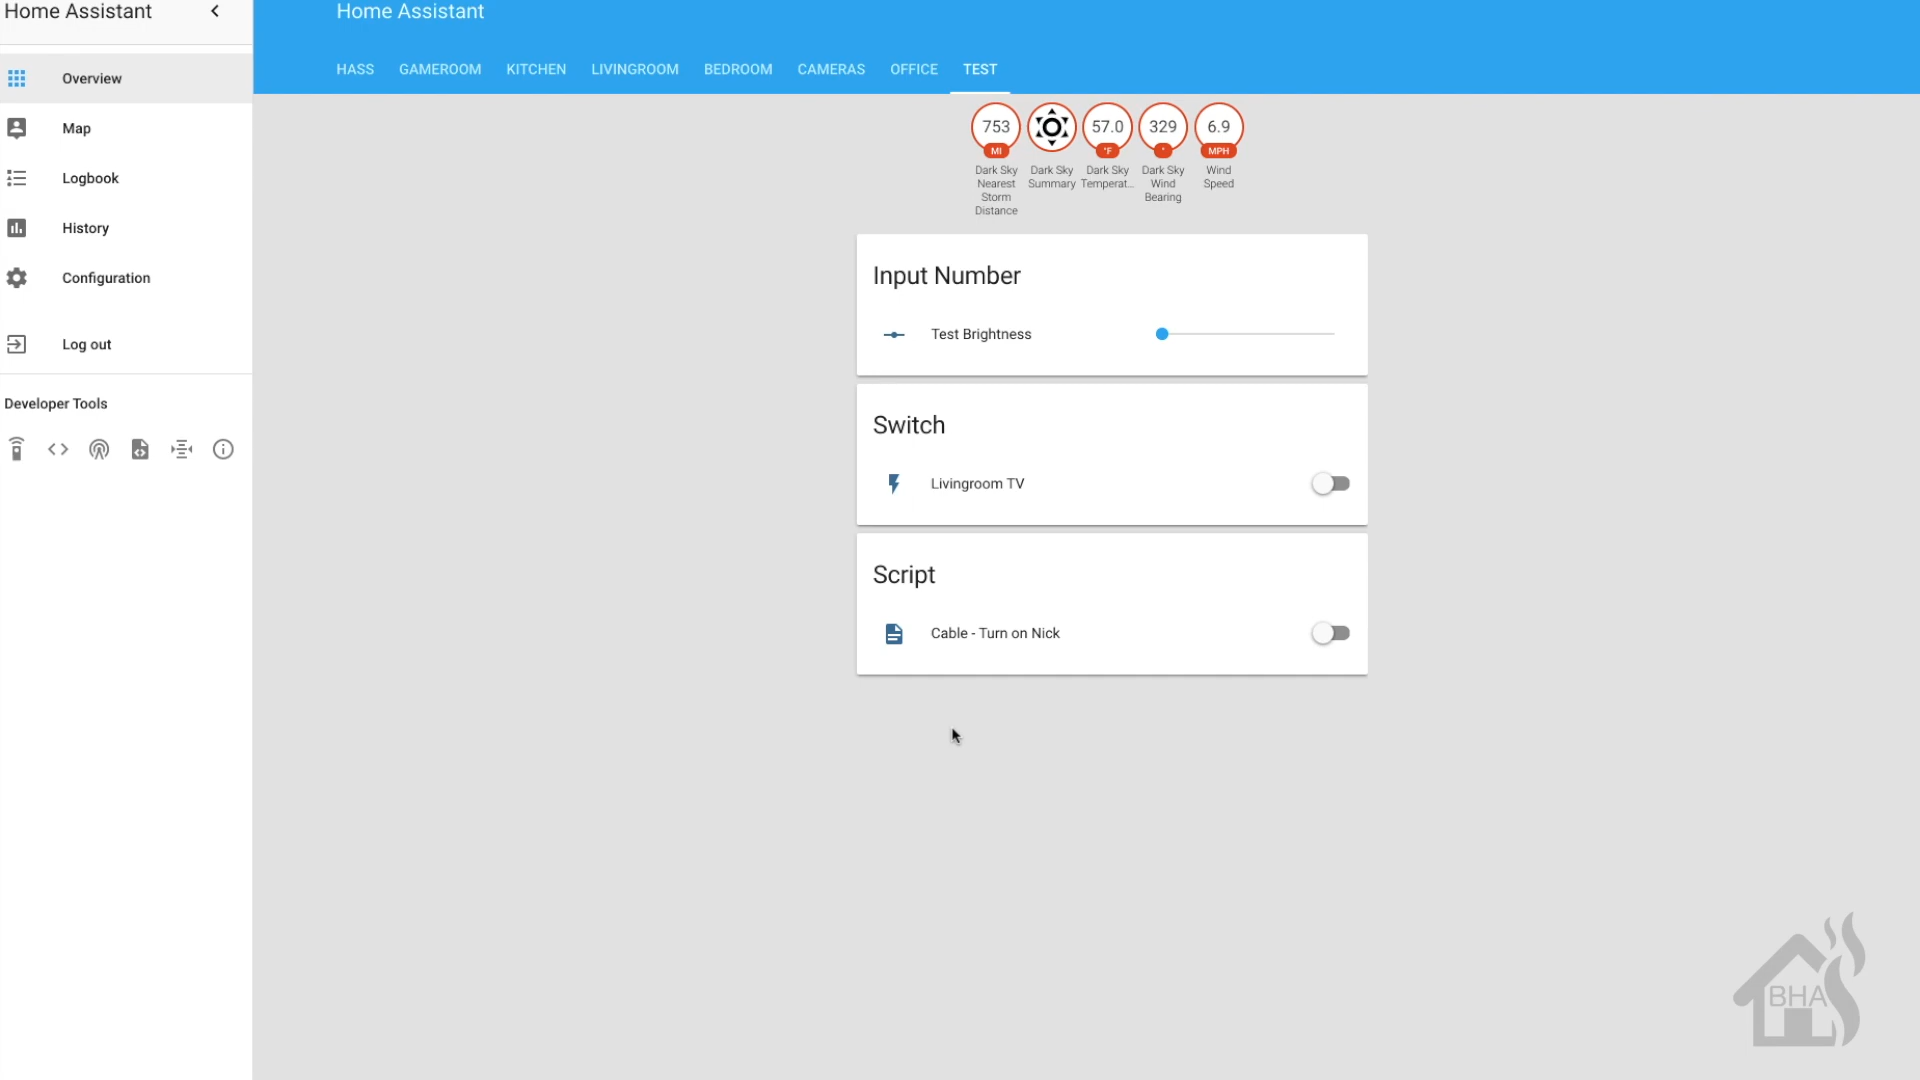 Home Assistant
Overview
Map
Logbook
History
Configuration
Log out
Developer Tools
Home Assistant
HASS GAMEROOM KITCHEN LIVINGROOM BEDROOM CAMERAS OFFICE TEST
753 57.0 329 6.9
MI °F ° MPH
Dark Sky
Nearest
Storm
Distance
Dark Sky
Summary
Dark Sky
Temperat...
Dark Sky
Wind
Bearing
Wind
Speed
Input Number
Test Brightness
Switch
Livingroom TV
Script
Cable - Turn on Nick
BHA